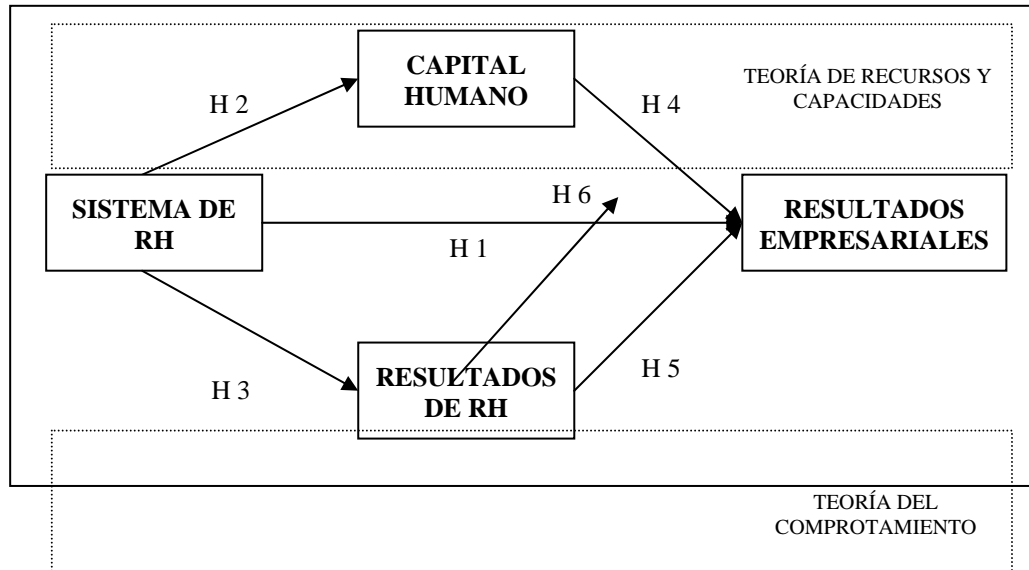 CAPITAL
HUMANO
TEORÍA DE RECURSOS Y
CAPACIDADES
H 2
H 4
SISTEMA DE
RH
H 6
RESULTADOS
EMPRESARIALES
H 1
H 3
RESULTADOS
DE RH
H 5
TEORÍA DEL
COMPROTAMIENTO